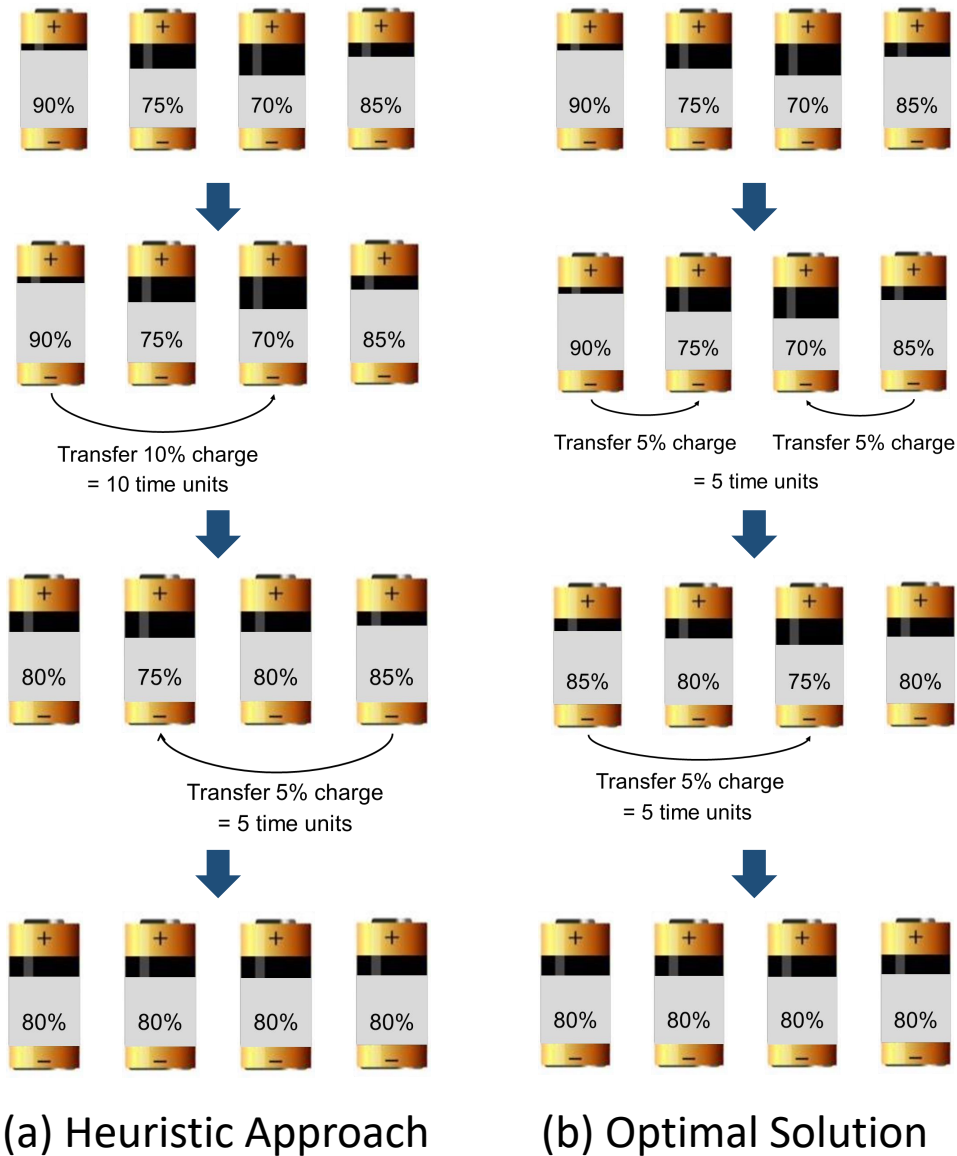 + + + +
90% 75% 70% 85%
− − − −
+ + + +
90% 75% 70% 85%
− − − −
Transfer 10% charge
= 10 time units
+ + + +
80% 75% 80% 85%
− − − −
Transfer 5% charge
= 5 time units
+ + + +
80% 80% 80% 80%
− − − −
(a) Heuristic Approach
+ + + +
90% 75% 70% 85%
− − − −
+ + + +
90% 75% 70% 85%
− − − −
Transfer 5% charge Transfer 5% charge
= 5 time units
+ + + +
85% 80% 75% 80%
− − − −
Transfer 5% charge
= 5 time units
+ + + +
80% 80% 80% 80%
− − − −
(b) Optimal Solution